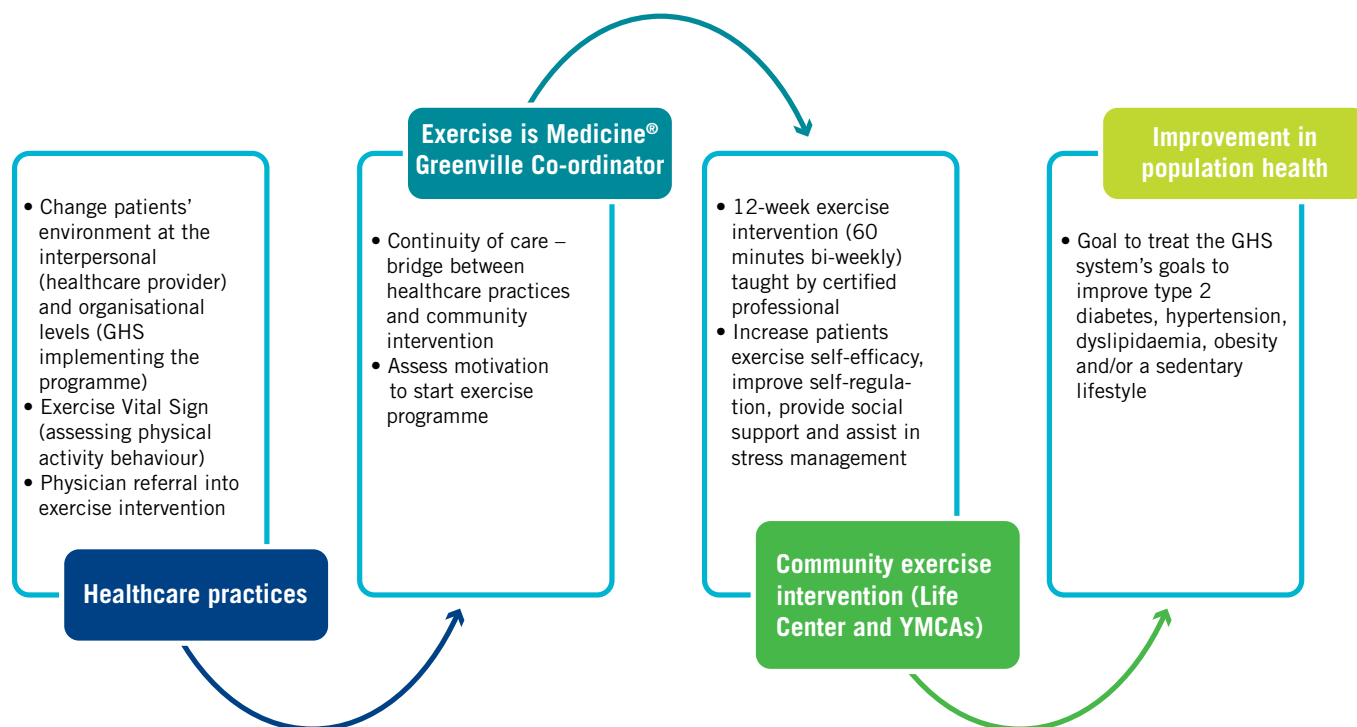 • Change patients’
environment at the
interpersonal
(healthcare provider)
and organisational
levels (GHS
implementing the
programme)
• Exercise Vital Sign
(assessing physical
activity behaviour)
• Physician referral into
exercise intervention
Healthcare practices
Exercise is Medicine®
Greenville Co-ordinator
• Continuity of care –
bridge between
healthcare practices
and community
intervention
• Assess motivation
to start exercise
programme
• 12-week exercise
intervention (60
minutes bi-weekly)
taught by certified
professional
• Increase patients
exercise self-efficacy,
improve self-regula-
tion, provide social
support and assist in
stress management
Community exercise
intervention (Life
Center and YMCAs)
Improvement in
population health
• Goal to treat the GHS
system’s goals to
improve type 2
diabetes, hypertension,
dyslipidaemia, obesity
and/or a sedentary
lifestyle